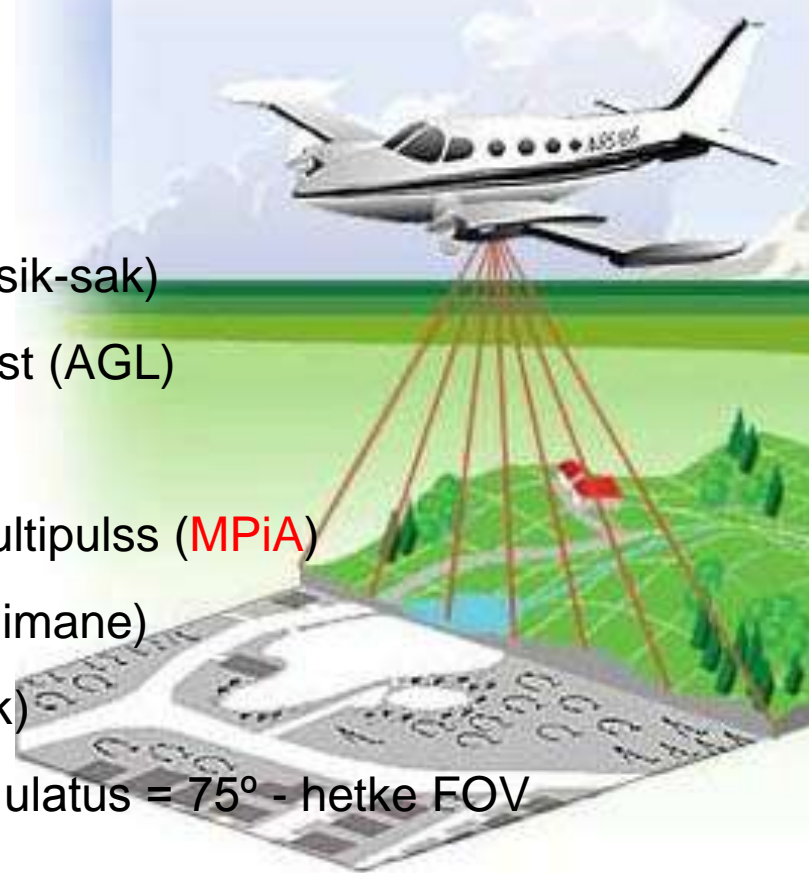 sik-sak)
st (AGL)
ultipulss (MPiA)
imane)
k)
ulatus = 75º - hetke FOV